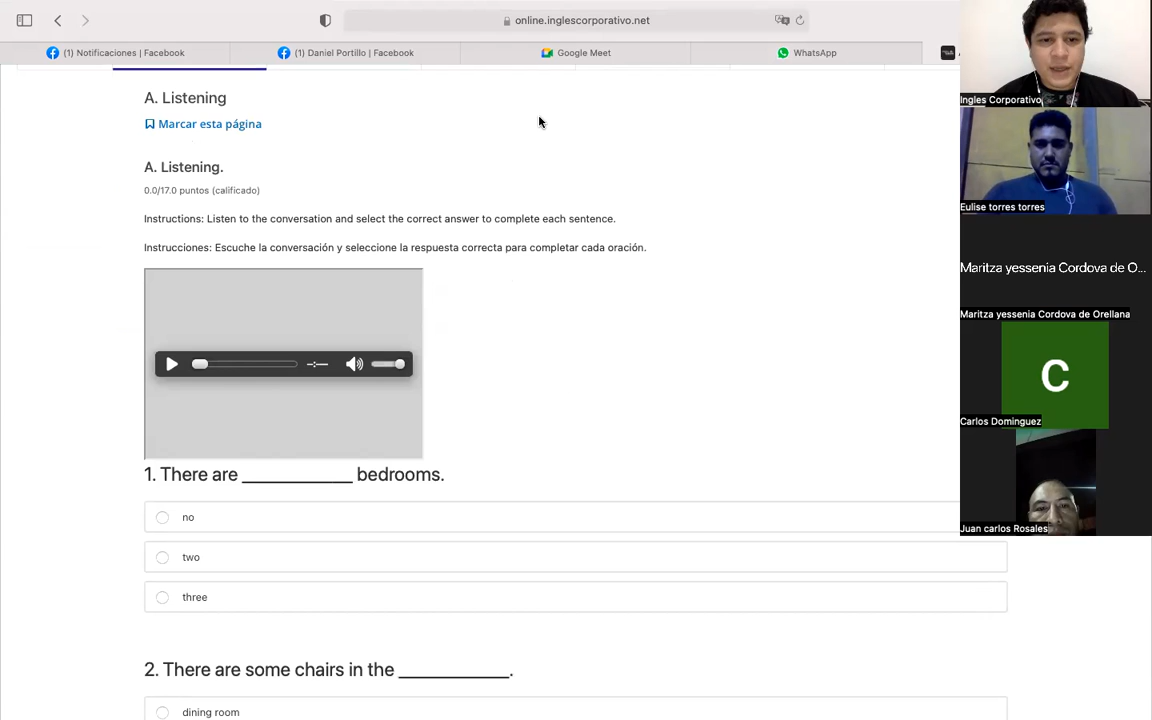 online.inglescorporativo.net
(1) Notificaciones | Facebook
(1) Daniel Portillo | Facebook
Google Meet
WhatsApp
A. Listening
Marcar esta página
A. Listening.
0.0/17.0 puntos (calificado)
Instructions: Listen to the conversation and select the correct answer to complete each sentence.
Instrucciones: Escuche la conversación y seleccione la respuesta correcta para completar cada oración.
--:--
1. There are ___________ bedrooms.
no
two
three
2. There are some chairs in the ___________.
dining room
Ingles Corporativo
Eulise torres torres
Maritza yessenia Cordova de O...
Maritza yessenia Cordova de Orellana
C
Carlos Dominguez
Juan carlos Rosales